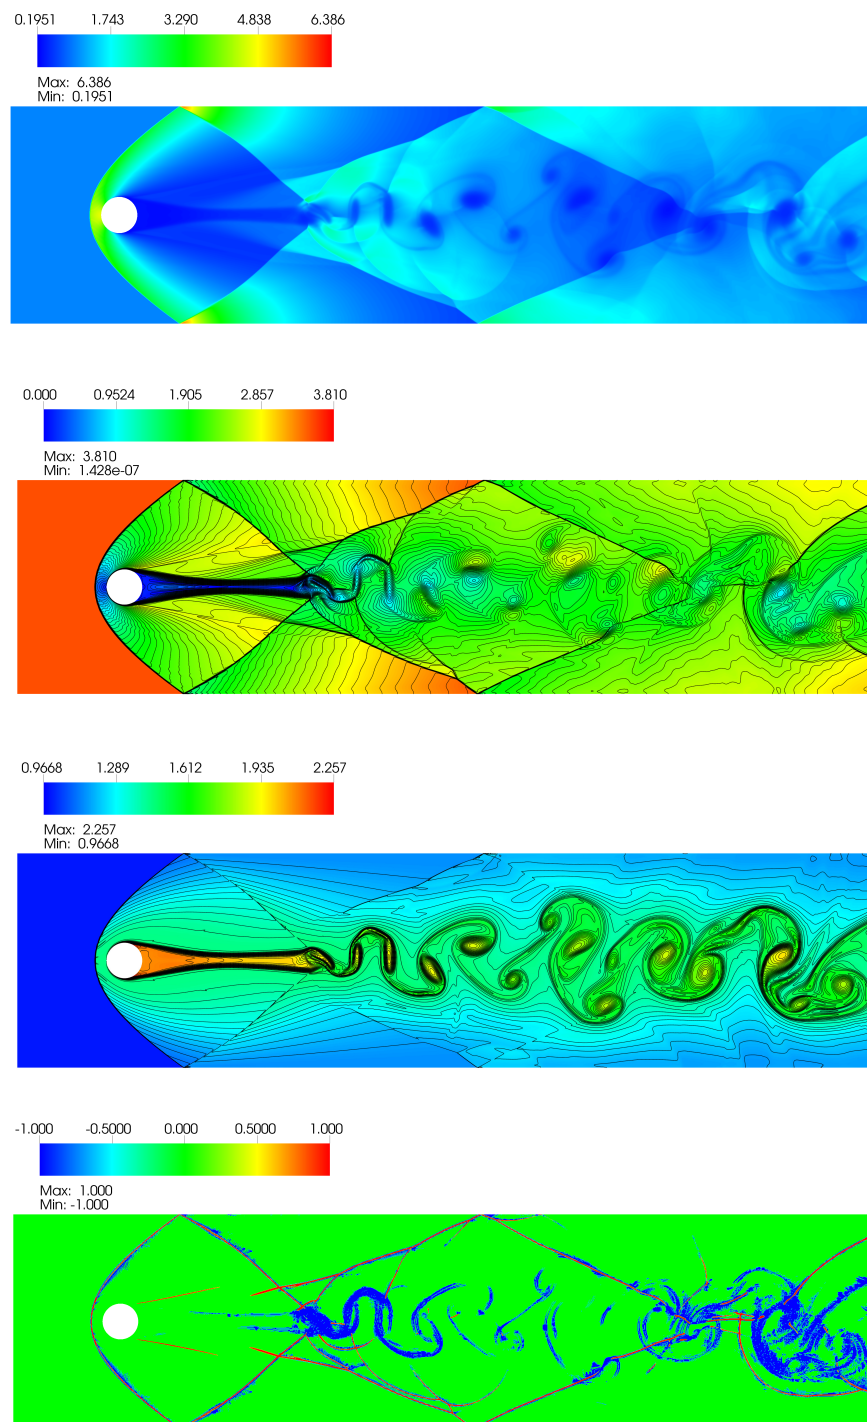 0.1951 1.743 3.290 4.838 6.386
Max: 6.386
Min: 0.1951
0.000 0.9524 1.905 2.857 3.810
Max: 3.810
Min: 1.428e-07
0.9668 1.289 1.612 1.935 2.257
Max: 2.257
Min: 0.9668
-1.000 -0.5000 0.000 0.5000 1.000
Max: 1.000
Min: -1.000